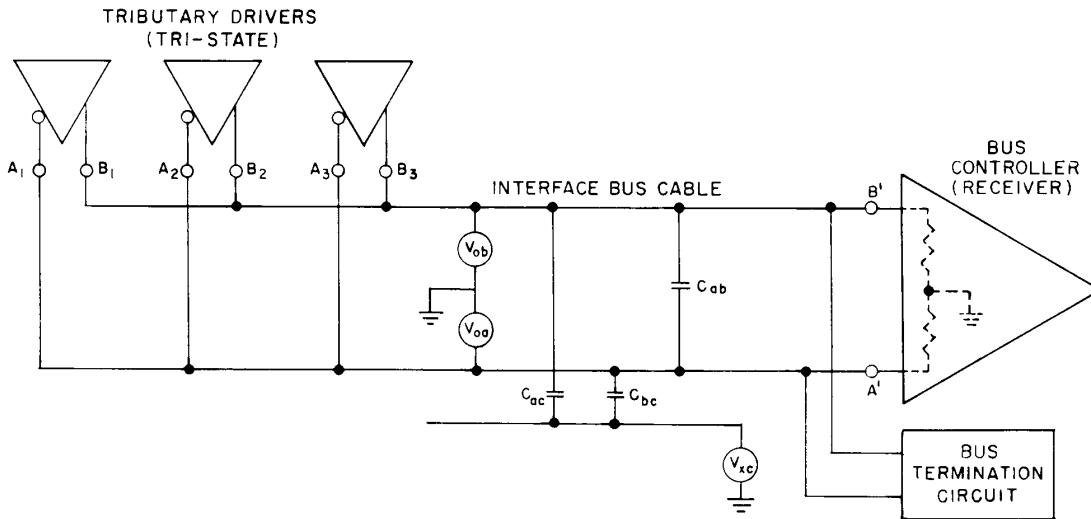 TRIBUTARY DRIVERS
(TRI-STATE)
A1
B1
A2
B2
A3
B3
INTERFACE BUS CABLE
BUS
CONTROLLER
(RECEIVER)
B'
Vob
Voa
Cab
A'
Cac
Cbc
Vxc
BUS
TERMINATION
CIRCUIT